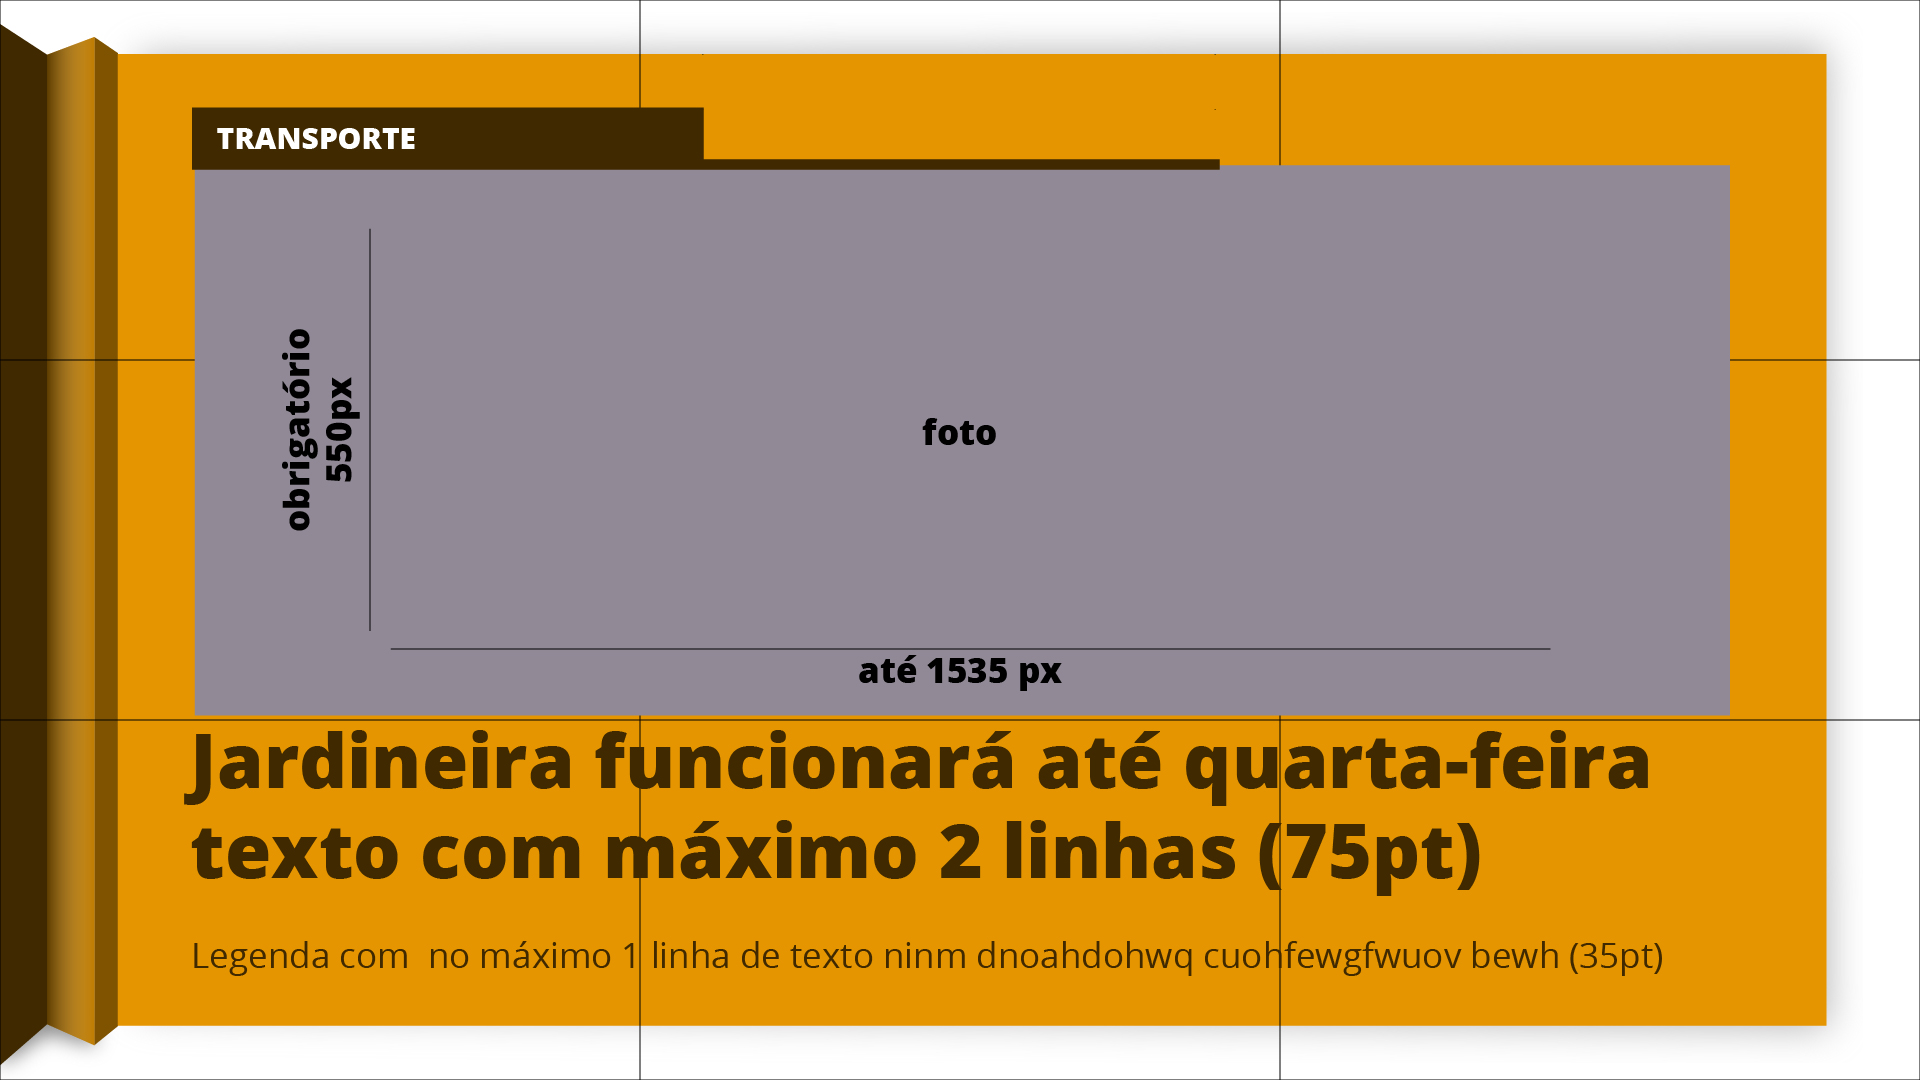 TRANSPORTE
obrigatório
550px
foto
até 1535 px
Jardineira funcionará até quarta-feira
texto com máximo 2 linhas (75pt)
Legenda com  no máximo 1 linha de texto ninm dnoahdohwq cuohfewgfwuov bewh (35pt)